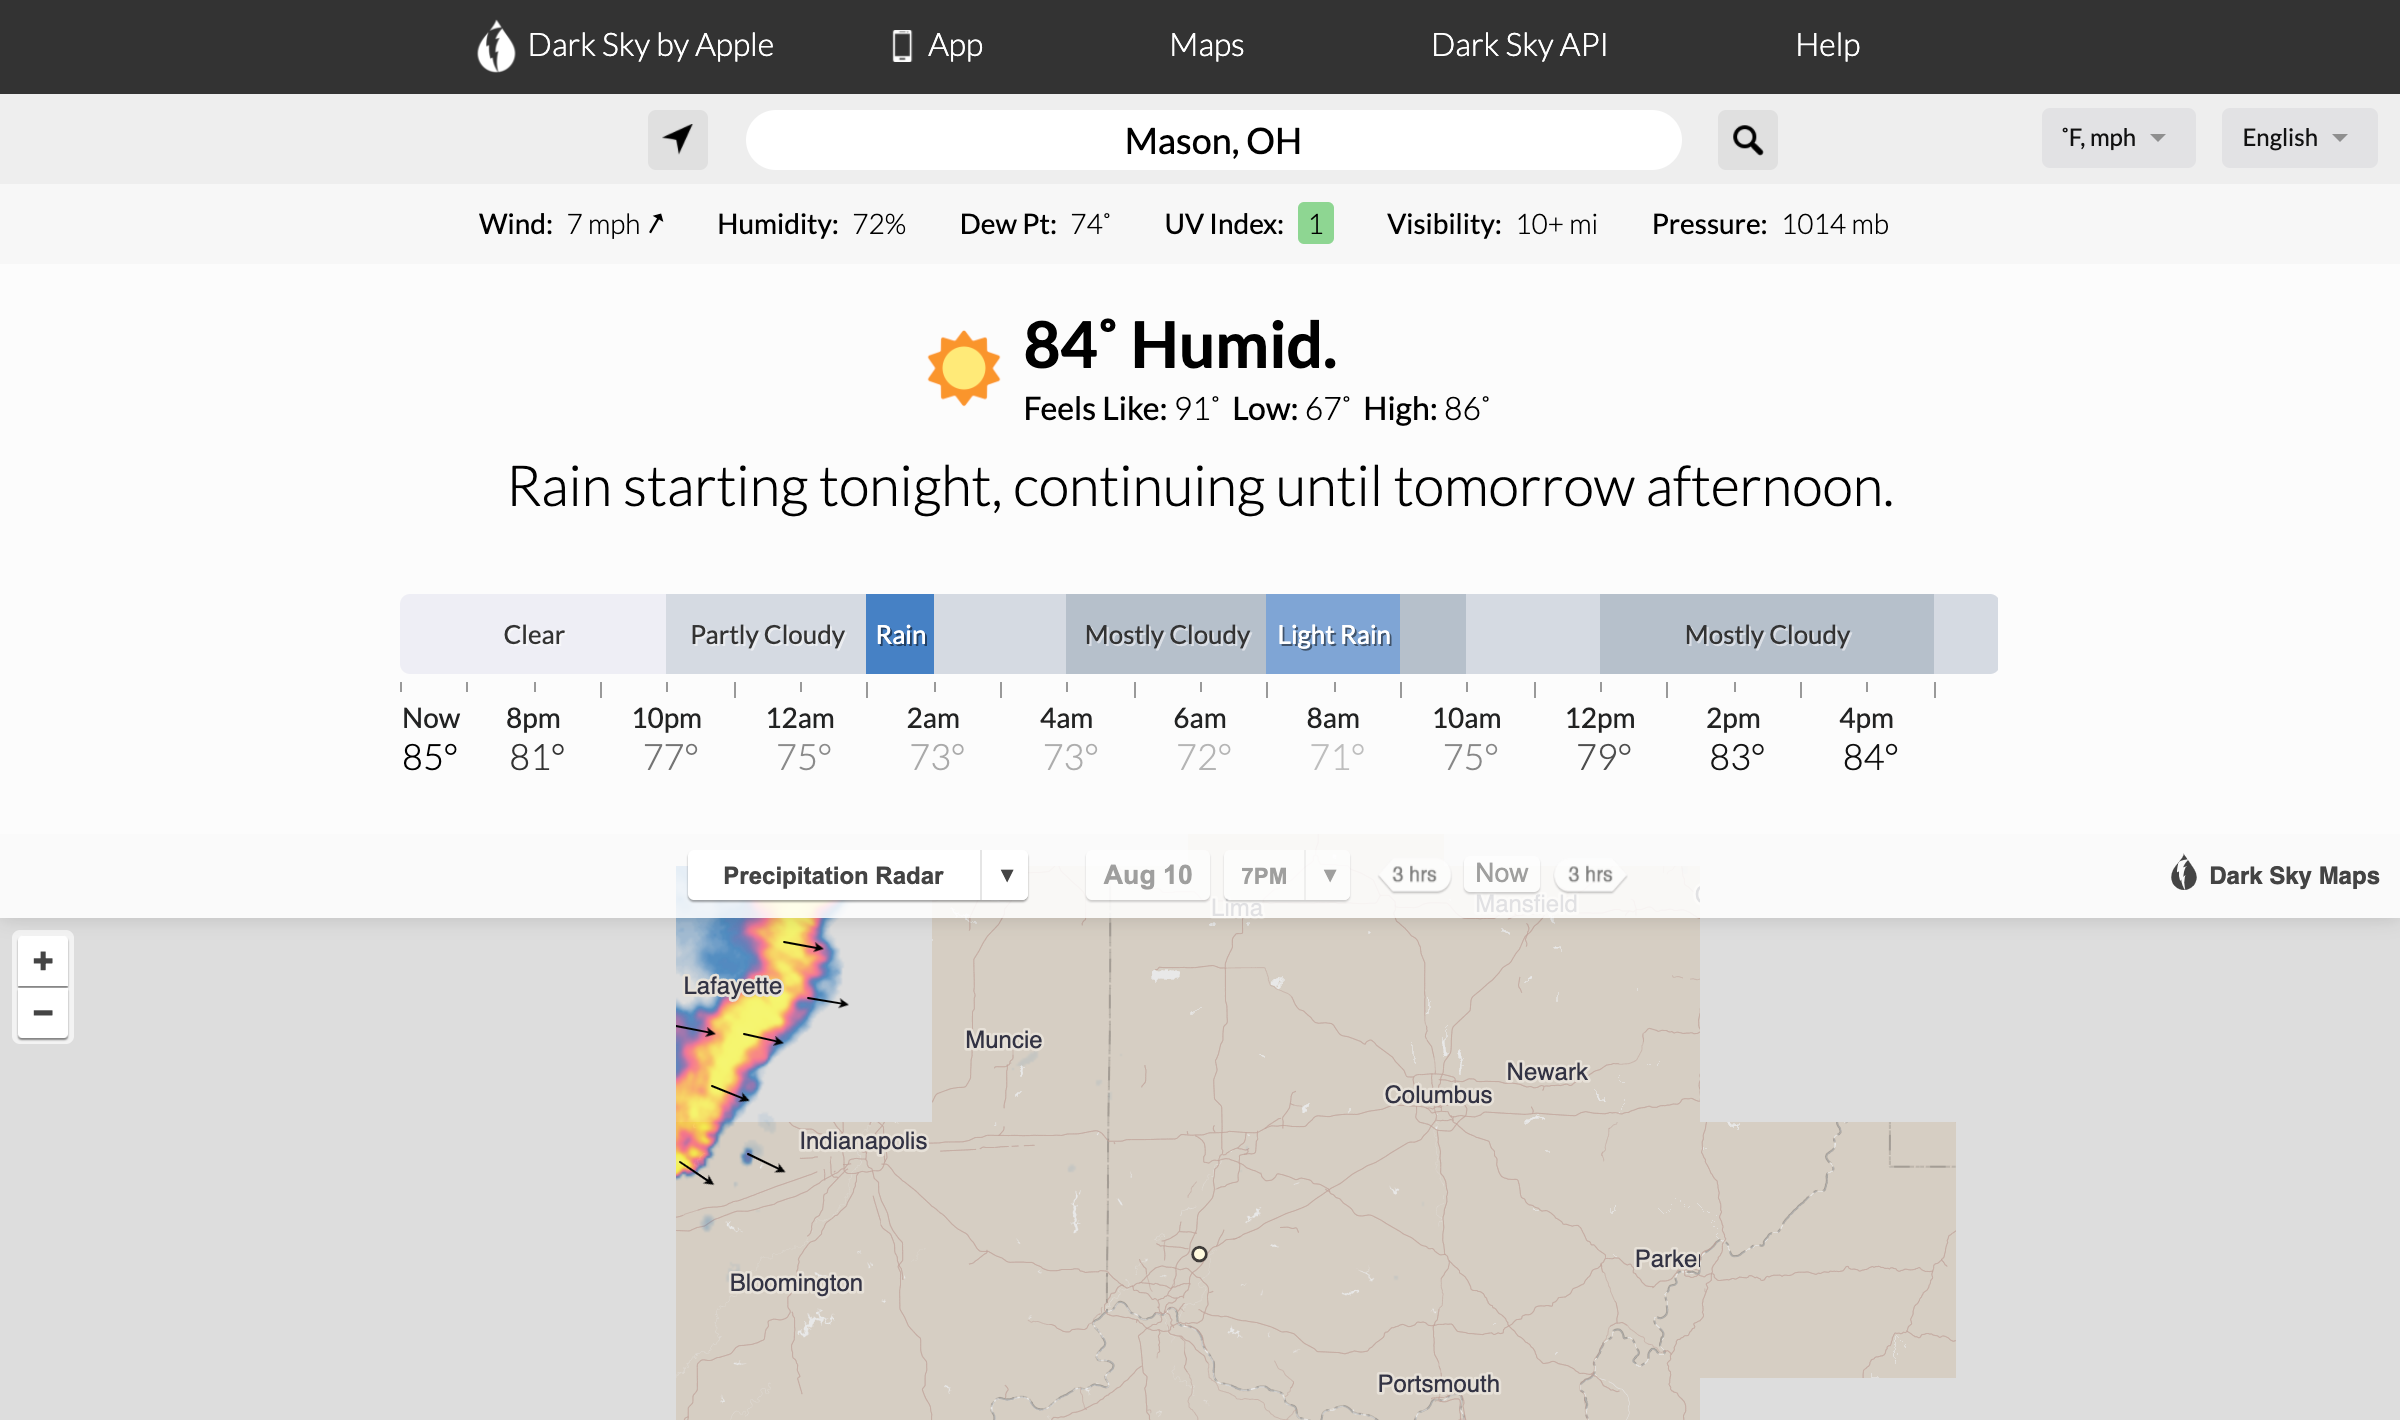 Dark Sky by Apple App Maps Dark Sky API Help
Mason, OH
˚F, mph English
Wind: 7 mph Humidity: 72% Dew Pt: 74˚ UV Index: 1 Visibility: 10+ mi Pressure: 1014 mb
84˚ Humid.
Feels Like: 91˚ Low: 67˚ High: 86˚
Rain starting tonight, continuing until tomorrow afternoon.
Clear Partly Cloudy Rain Mostly Cloudy Light Rain Mostly Cloudy
Now 8pm 10pm 12am 2am 4am 6am 8am 10am 12pm 2pm 4pm
85° 81° 77° 75° 73° 73° 72° 71° 75° 79° 83° 84°
Precipitation Radar ▼ Aug 10 7PM ▼ 3 hrs Now 3 hrs Dark Sky Maps
Lima Mansfield
+
−
Lafayette
Muncie
Newark
Columbus
Indianapolis
Parker
Bloomington
Portsmouth